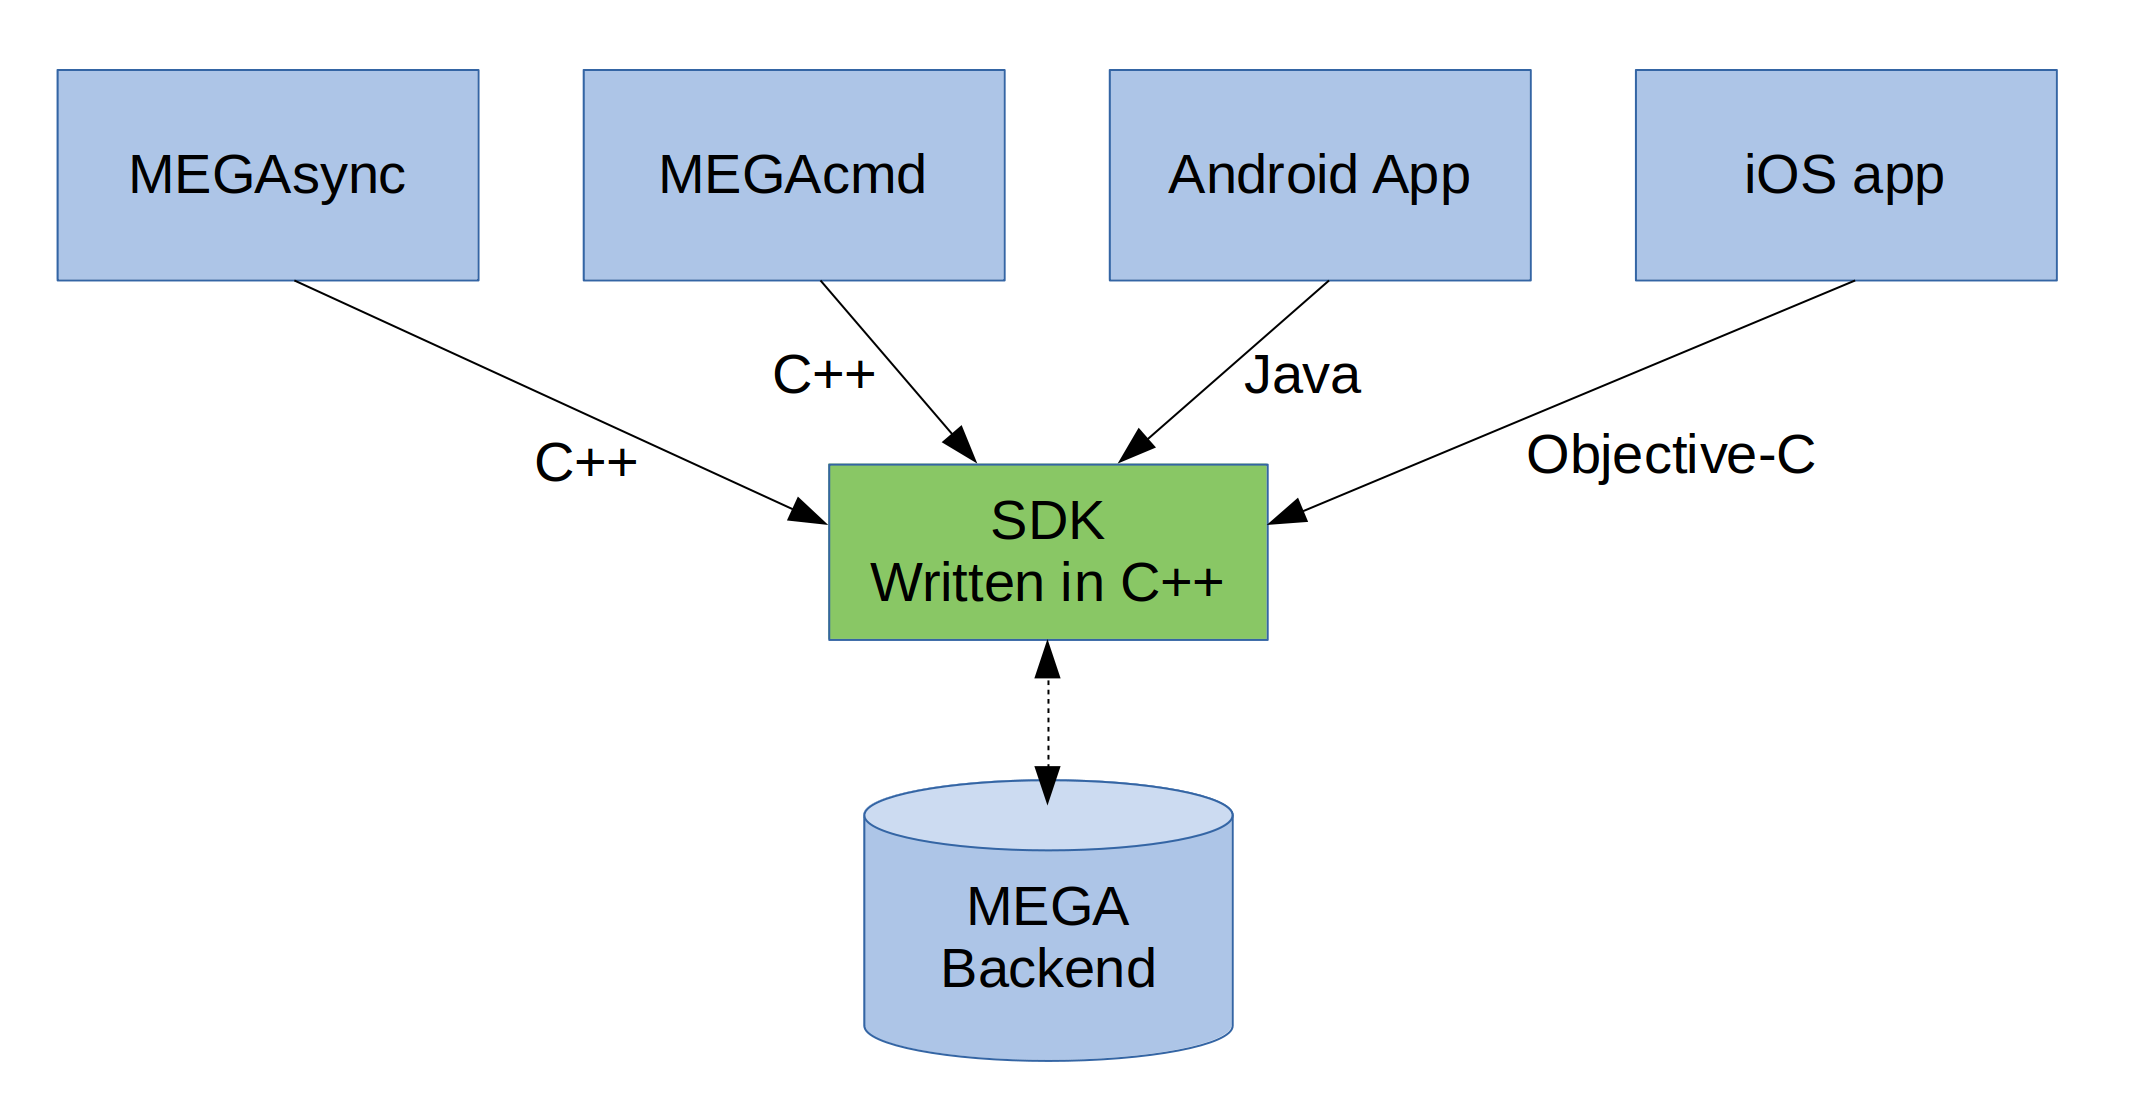 MEGAsync
MEGAcmd
Android App
iOS app
C++
Java
C++
Objective-C
SDK
Written in C++
MEGA
Backend